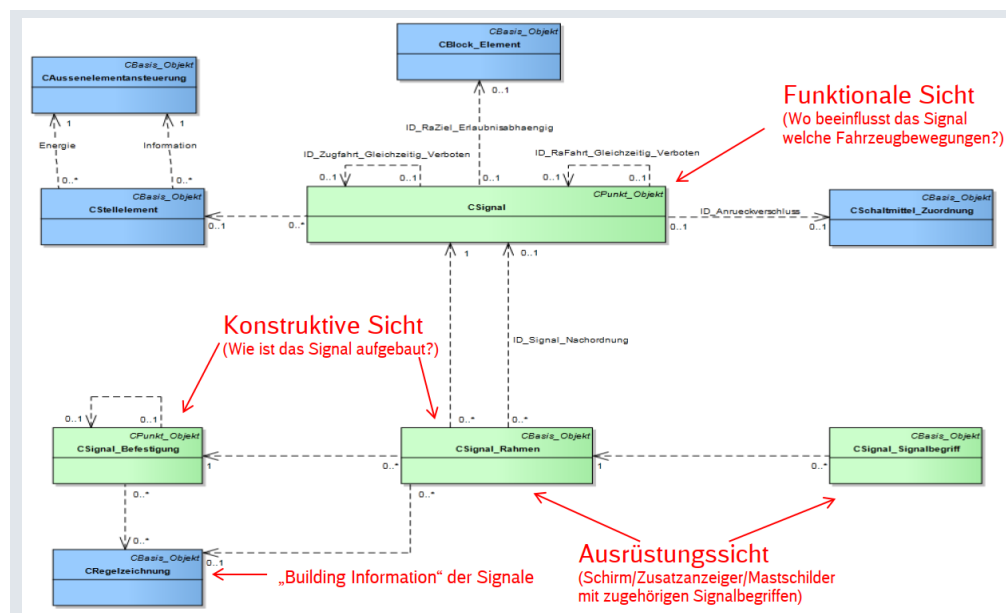 CBasis_Objekt
CBlock_Element
CBasis_Objekt
CAussenelementansteuerung
0..1
1
1
ID_RaZiel_Erlaubnisabhaengig
Energie
Information
Funktionale Sicht
(Wo beeinflusst das Signal
welche Fahrzeugbewegungen?)
ID_Zugfahrt_Gleichzeitig_Verboten
ID_RaFahrt_Gleichzeitig_Verboten
0..1
0..1
0..1
0..1
0..1
0..*
0..*
CBasis_Objekt
CStellelement
0..1
0..*
CPunkt_Objekt
CSignal
ID_Anrueckverschluss
0..1
0..1
CBasis_Objekt
CSchaltmittel_Zuordnung
1
0..1
Konstruktive Sicht
(Wie ist das Signal aufgebaut?)
ID_Signal_Nachordnung
0..1
0..1
0..*
0..*
CPunkt_Objekt
CSignal_Befestigung
1
0..*
CBasis_Objekt
CSignal_Rahmen
1
0..*
CBasis_Objekt
CSignal_Signalbegriff
0..*
0..*
0..*
CBasis_Objekt
CRegelzeichnung
0..1
„Building Information“ der Signale
Ausrüstungssicht
(Schirm/Zusatzanzeiger/Mastschilder
mit zugehörigen Signalbegriffen)